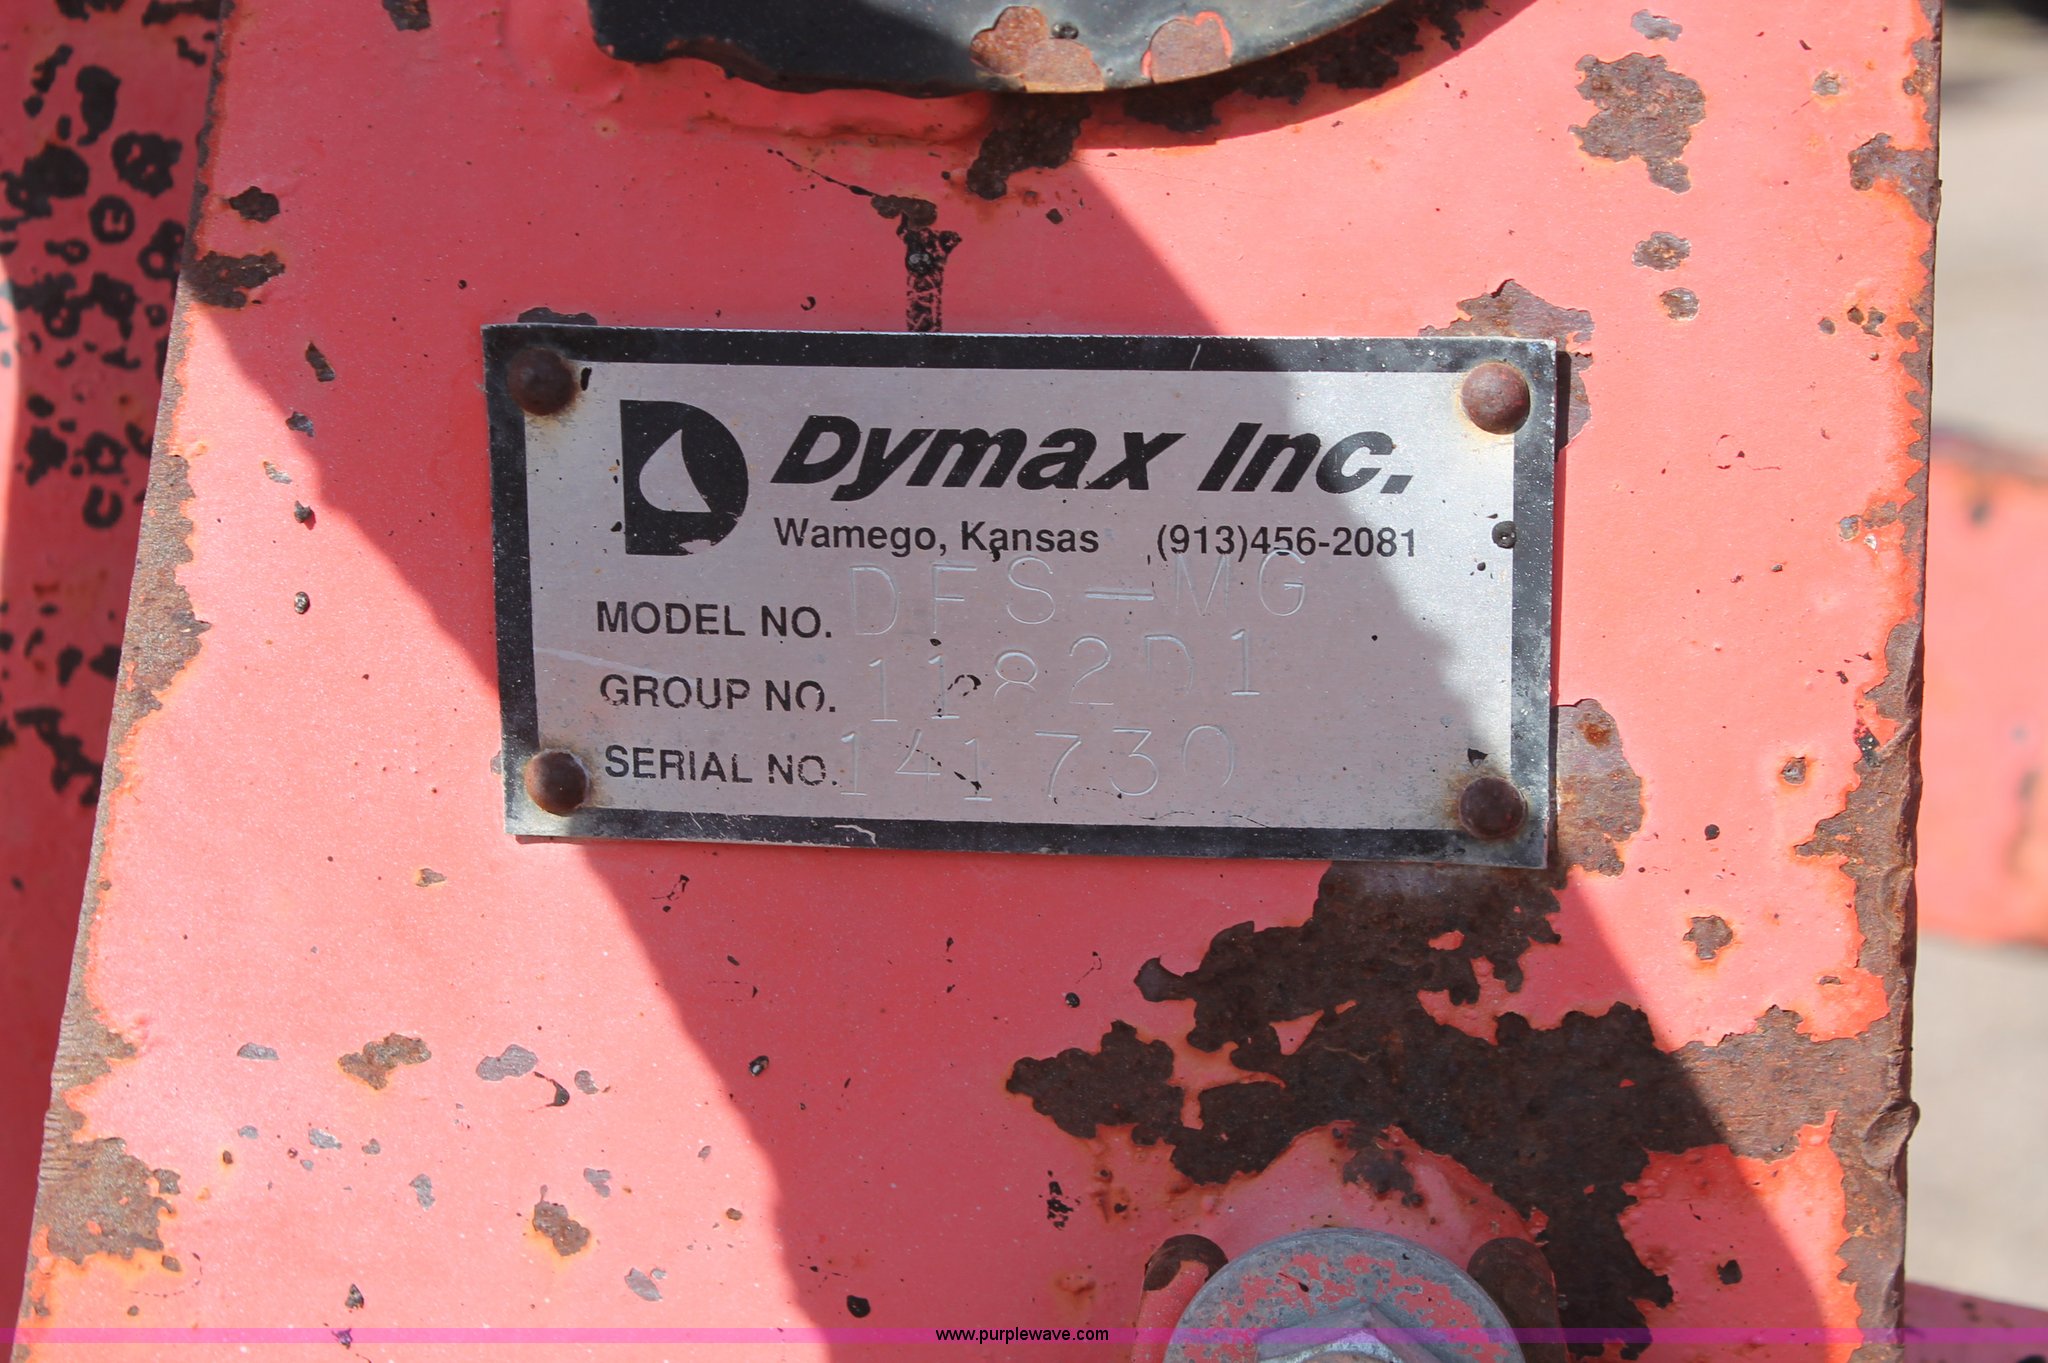 Dymax Inc.
Wamego, Kansas (913)456-2081
MODEL NO. DFS-MG
GROUP NO. 1182D1
SERIAL NO. 141730
www.purplewave.com